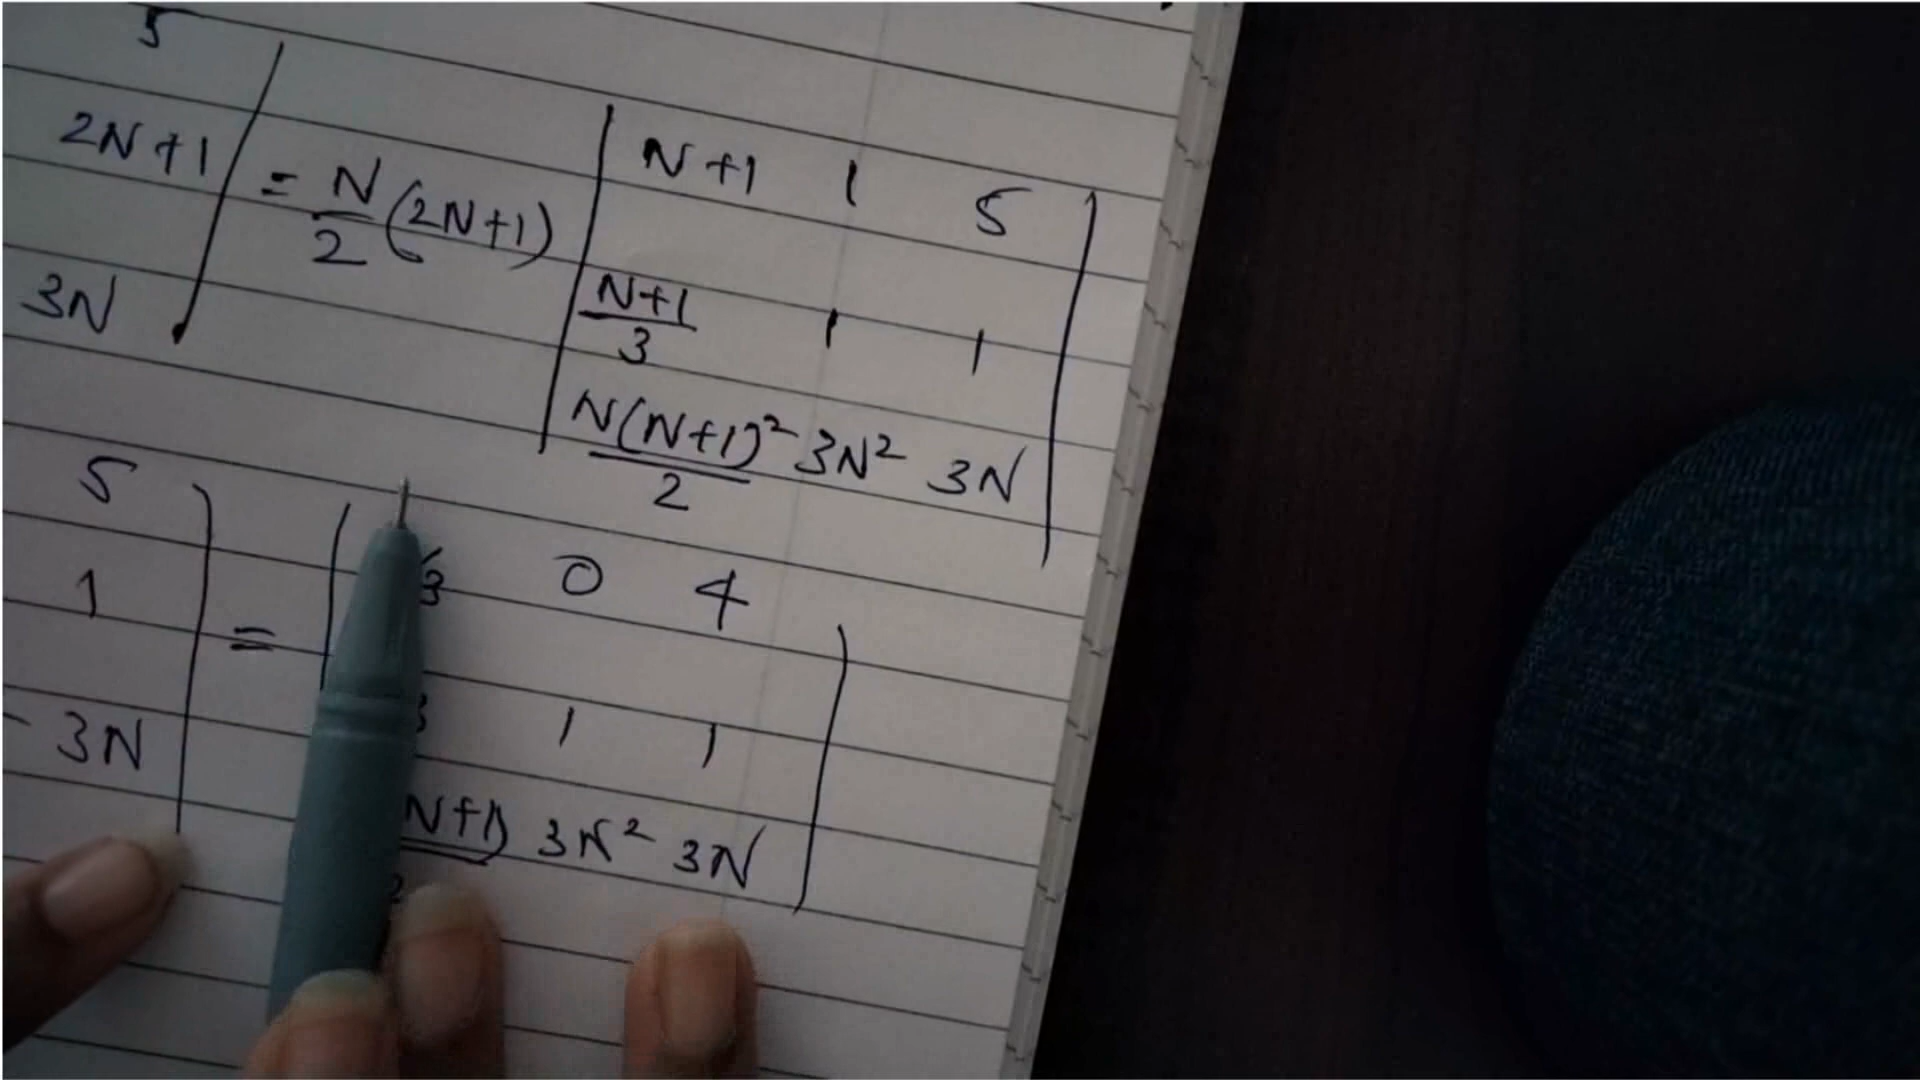 5
2N+1 = N/2 (2N+1) | N+1 1 5 |
3N | N+1/3 1 1 |
| N(N+1)²/2 3N² 3N |
5 | 0 4 |
1 = | 1 1 |
- 3N | N+1) 3N² 3N |